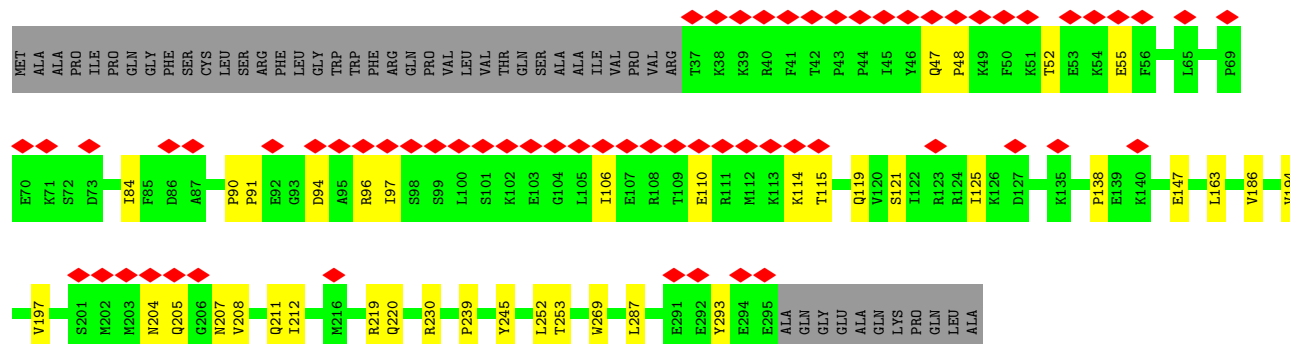 MET ALA ALA PRO ILE PRO GLN GLY PHE SER CYS LEU SER ARG PHE LEU GLY TRP TRP PHE ARG GLN PRO VAL LEU VAL THR GLN SER ALA ALA ILE VAL PRO VAL ARG T37 K38 K39 R40 F41 T42 P43 P44 I45 Y46 Q47 P48 K49 F50 K51 T52 E53 K54 E55 F56 L65 P69
E70 K71 S72 D73 I84 F85 D86 A87 P90 P91 E92 G93 D94 A95 R96 I97 S98 S99 L100 S101 K102 E103 G104 L105 I106 E107 R108 T109 E110 R111 M112 K113 K114 T115 Q119 V120 S121 I122 R123 R124 I125 K126 D127 K135 P138 E139 K140 E147 L163 V186 V194
V197 S201 M202 M203 N204 Q205 G206 N207 V208 Q211 I212 M216 R219 Q220 R230 P239 Y245 L252 T253 W269 L287 E291 E292 Y293 E294 E295 ALA GLN GLY GLY GLU ALA GLN LYS PRO GLN LEU ALA